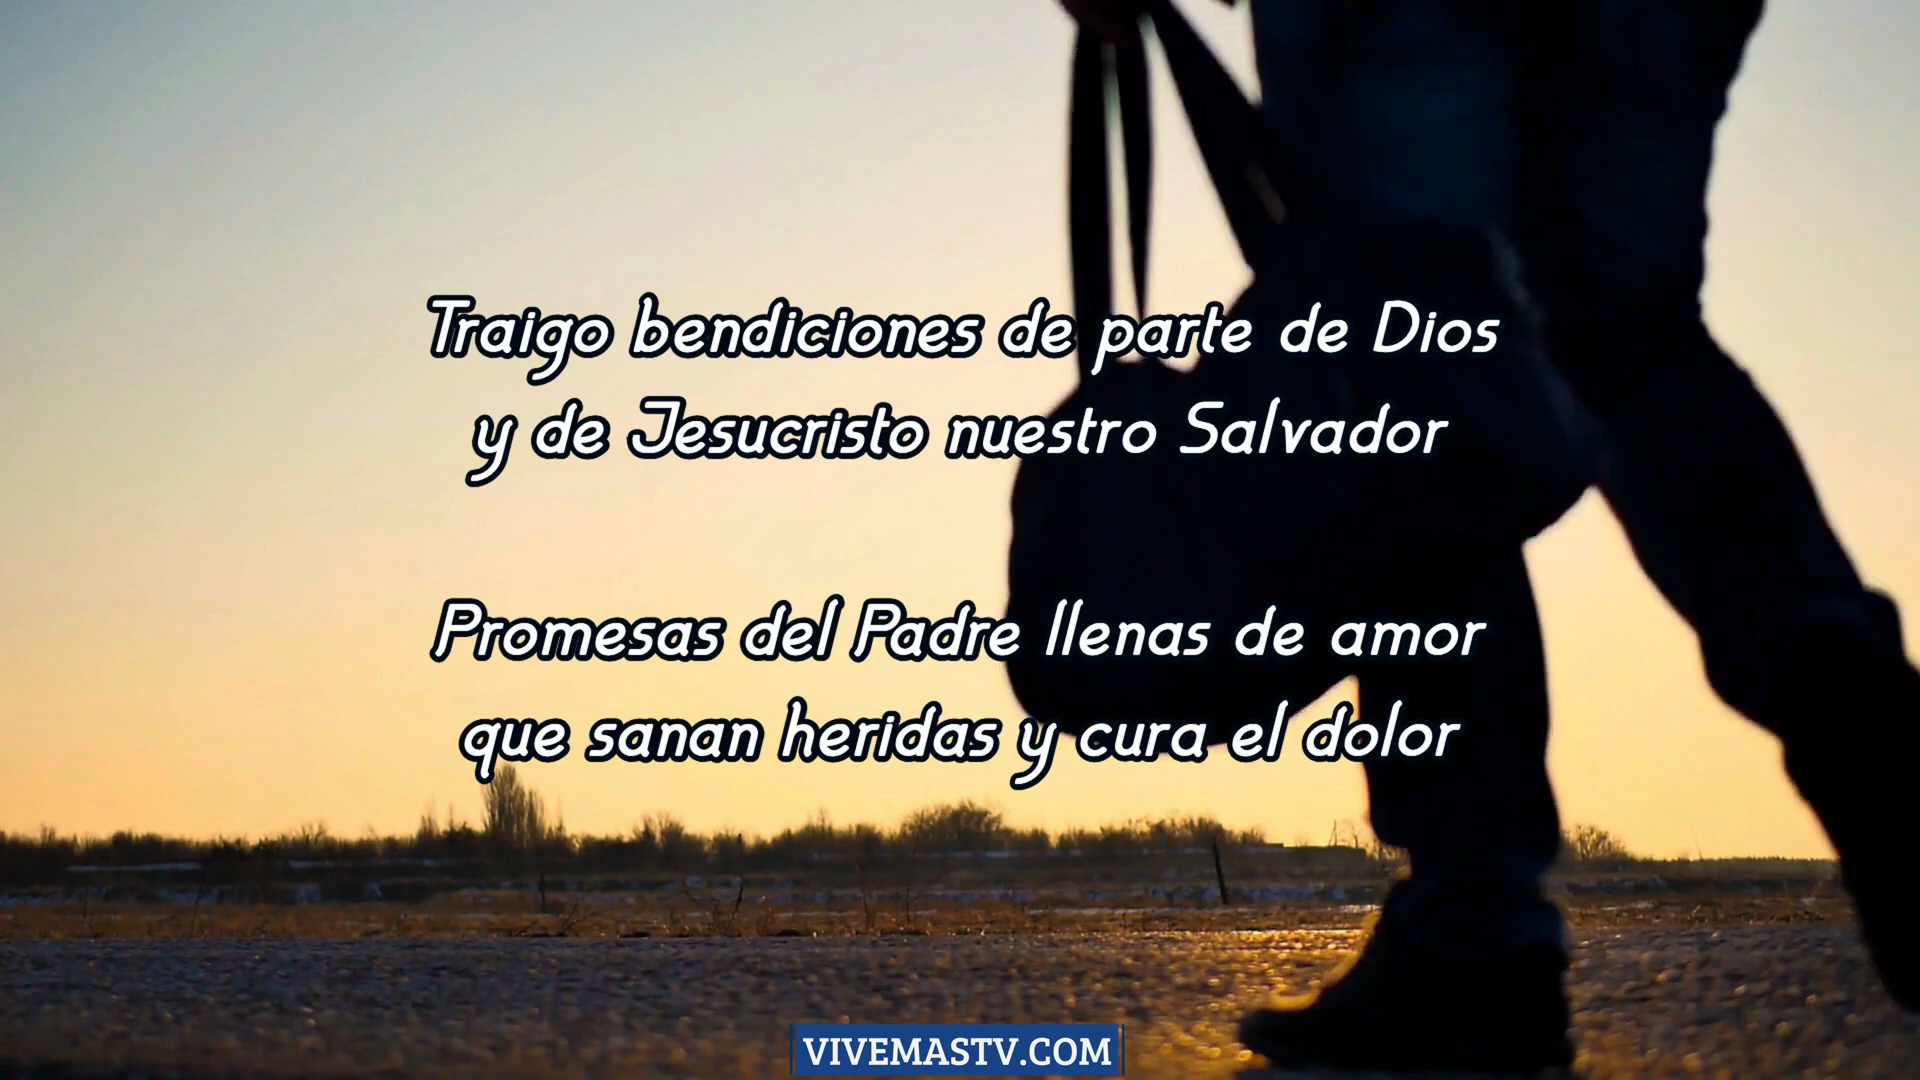 Traigo bendiciones de parte de Dios
y de Jesucristo nuestro Salvador
Promesas del Padre llenas de amor
que sanan heridas y cura el dolor
VIVEMASTV.COM